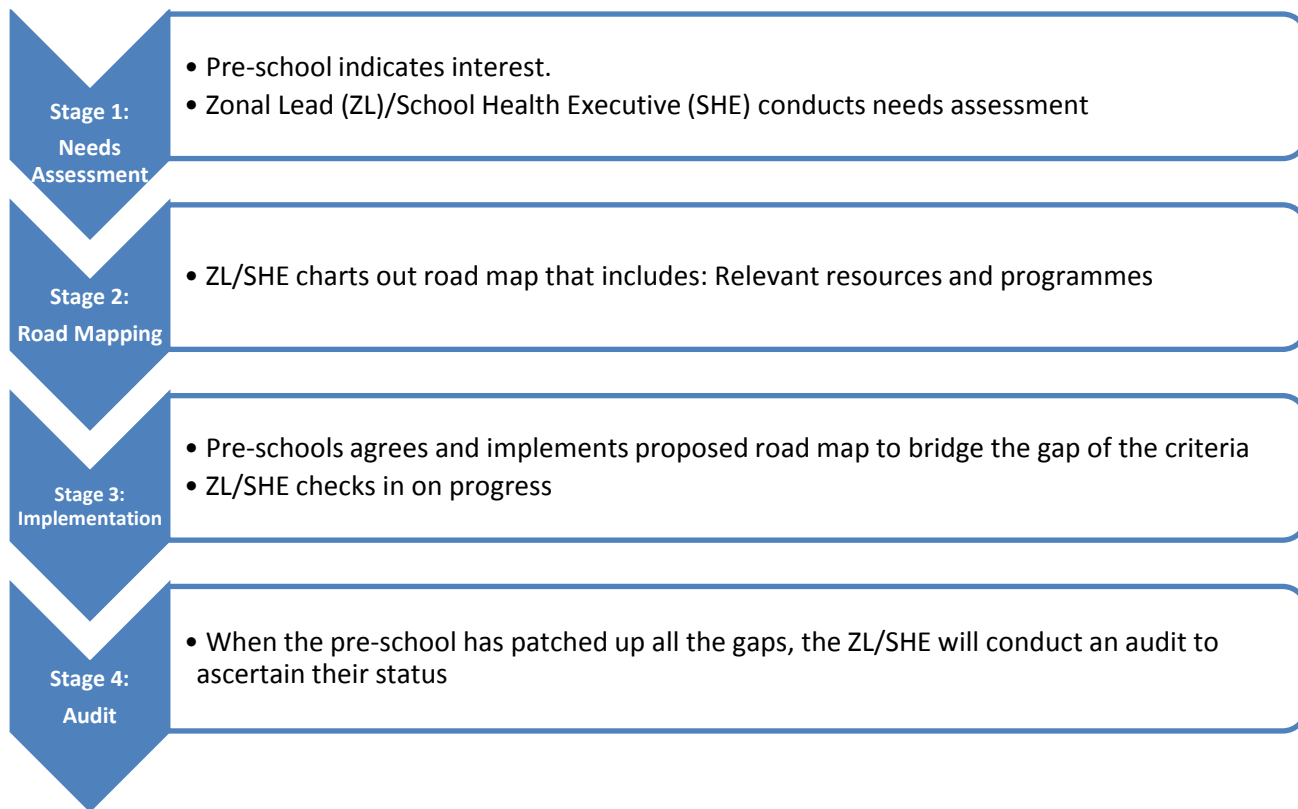 Stage 1:
Needs
Assessment
• Pre-school indicates interest.
• Zonal Lead (ZL)/School Health Executive (SHE) conducts needs assessment
Stage 2:
Road Mapping
• ZL/SHE charts out road map that includes: Relevant resources and programmes
Stage 3:
Implementation
• Pre-schools agrees and implements proposed road map to bridge the gap of the criteria
• ZL/SHE checks in on progress
Stage 4:
Audit
• When the pre-school has patched up all the gaps, the ZL/SHE will conduct an audit to
ascertain their status